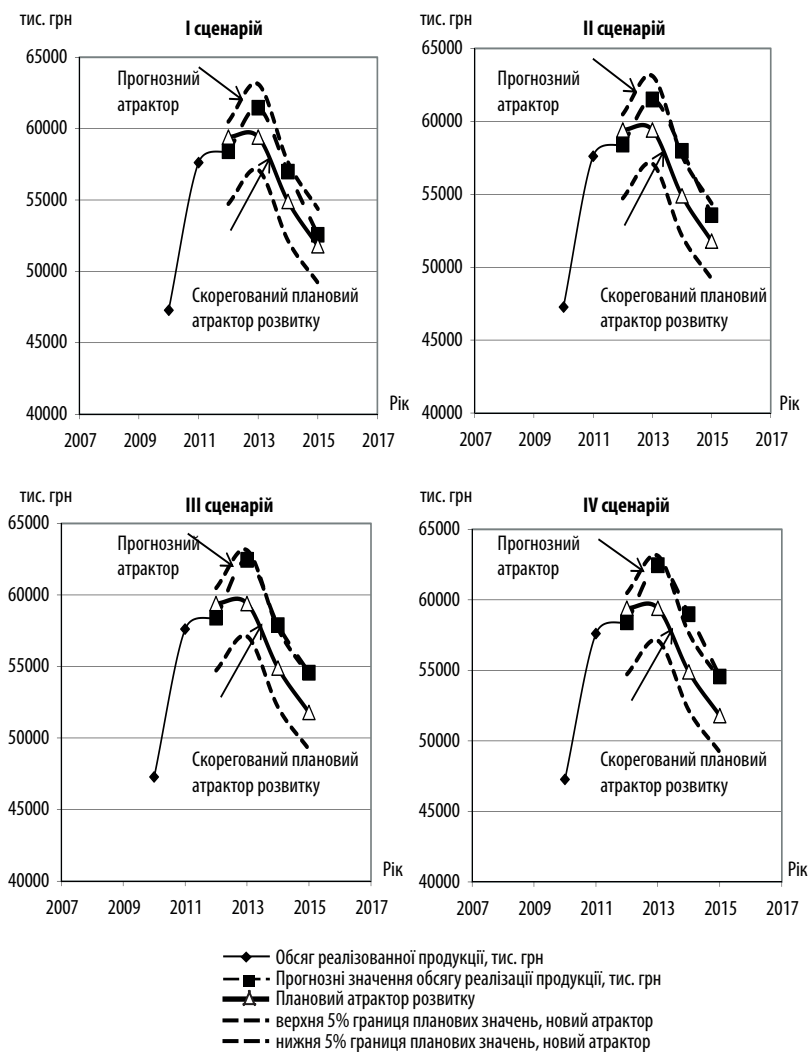 тис. грн
I сценарій
65000
60000
55000
50000
45000
40000
Прогнозний
атрактор
Скорегований плановий
атрактор розвитку
Рік
2007 2009 2011 2013 2015 2017
тис. грн
II сценарій
65000
60000
55000
50000
45000
40000
Прогнозний
атрактор
Скорегований плановий
атрактор розвитку
Рік
2007 2009 2011 2013 2015 2017
тис. грн
III сценарій
65000
60000
55000
50000
45000
40000
Прогнозний
атрактор
Скорегований плановий
атрактор розвитку
Рік
2007 2009 2011 2013 2015 2017
тис. грн
IV сценарій
65000
60000
55000
50000
45000
40000
Прогнозний
атрактор
Скорегований плановий
атрактор розвитку
Рік
2007 2009 2011 2013 2015 2017
Обсяг реалізованної продукції, тис. грн
Прогнозні значення обсягу реалізації продукції, тис. грн
Плановий атрактор розвитку
верхня 5% границя планових значень, новий атрактор
нижня 5% границя планових значень, новий атрактор